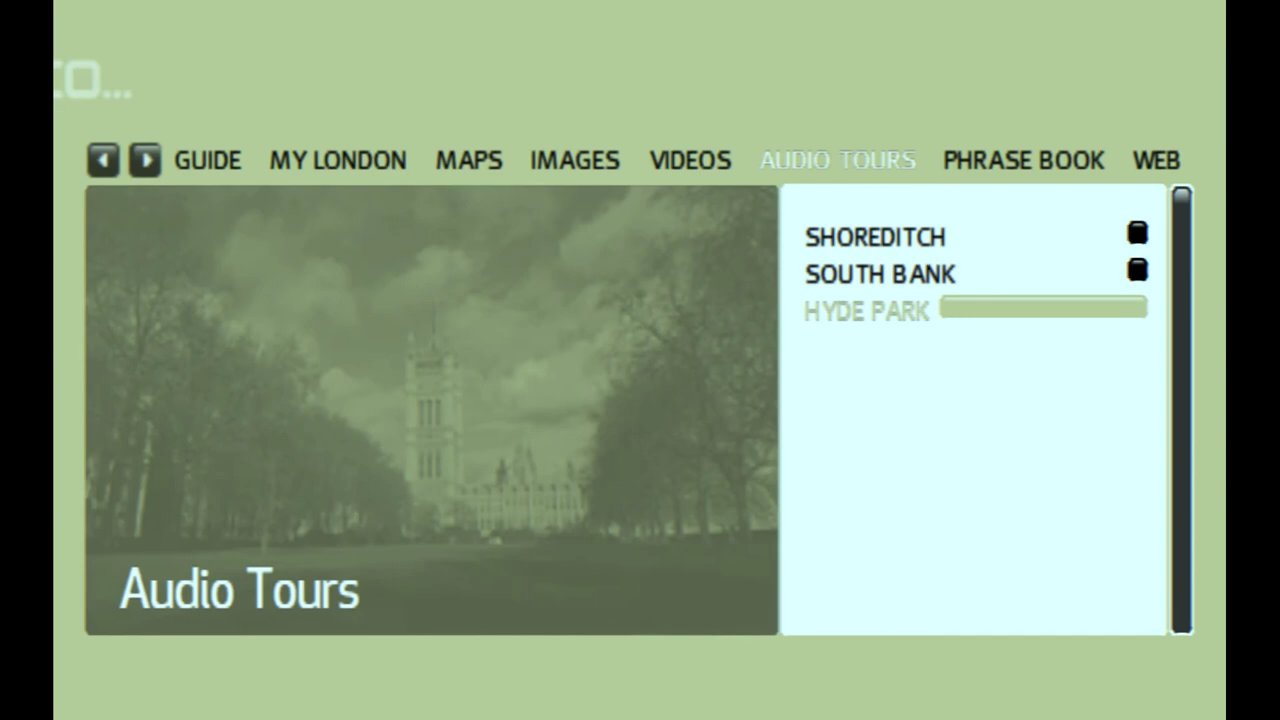 GUIDE MY LONDON MAPS IMAGES VIDEOS AUDIO TOURS PHRASE BOOK WEB
SHOREDITCH
SOUTH BANK
HYDE PARK
Audio Tours